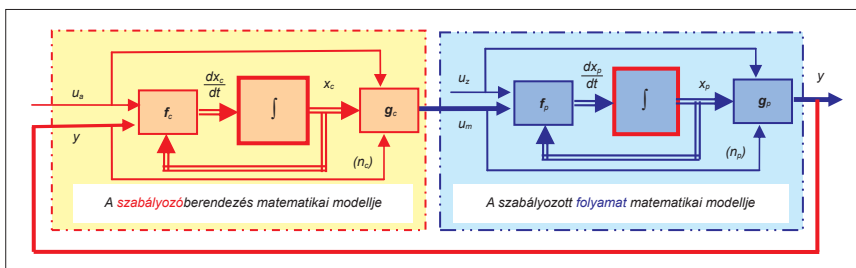 u_a
y
f_c
dx_c
dt
∫
x_c
g_c
(n_c)
A szabályozóberendezés matematikai modellje
u_z
u_m
f_p
dx_p
dt
∫
x_p
g_p
(n_p)
y
A szabályozott folyamat matematikai modellje